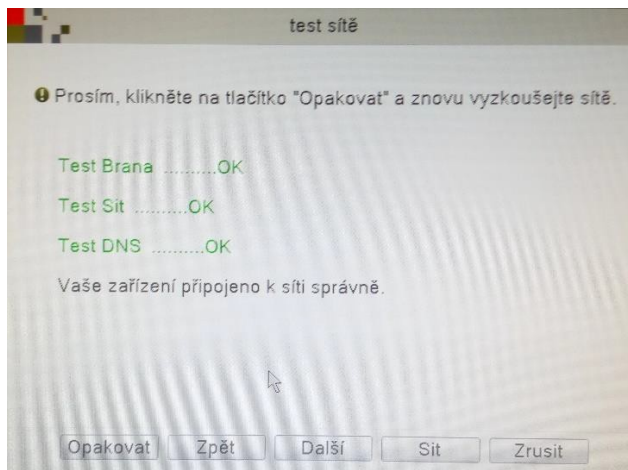 test sítě
Prosím, klikněte na tlačítko "Opakovat" a znovu vyzkoušejte sítě.
Test Brana ..........OK
Test Sit ..........OK
Test DNS ..........OK
Vaše zařízení připojeno k síti správně.
Opakovat Zpět Další Sit Zrusit